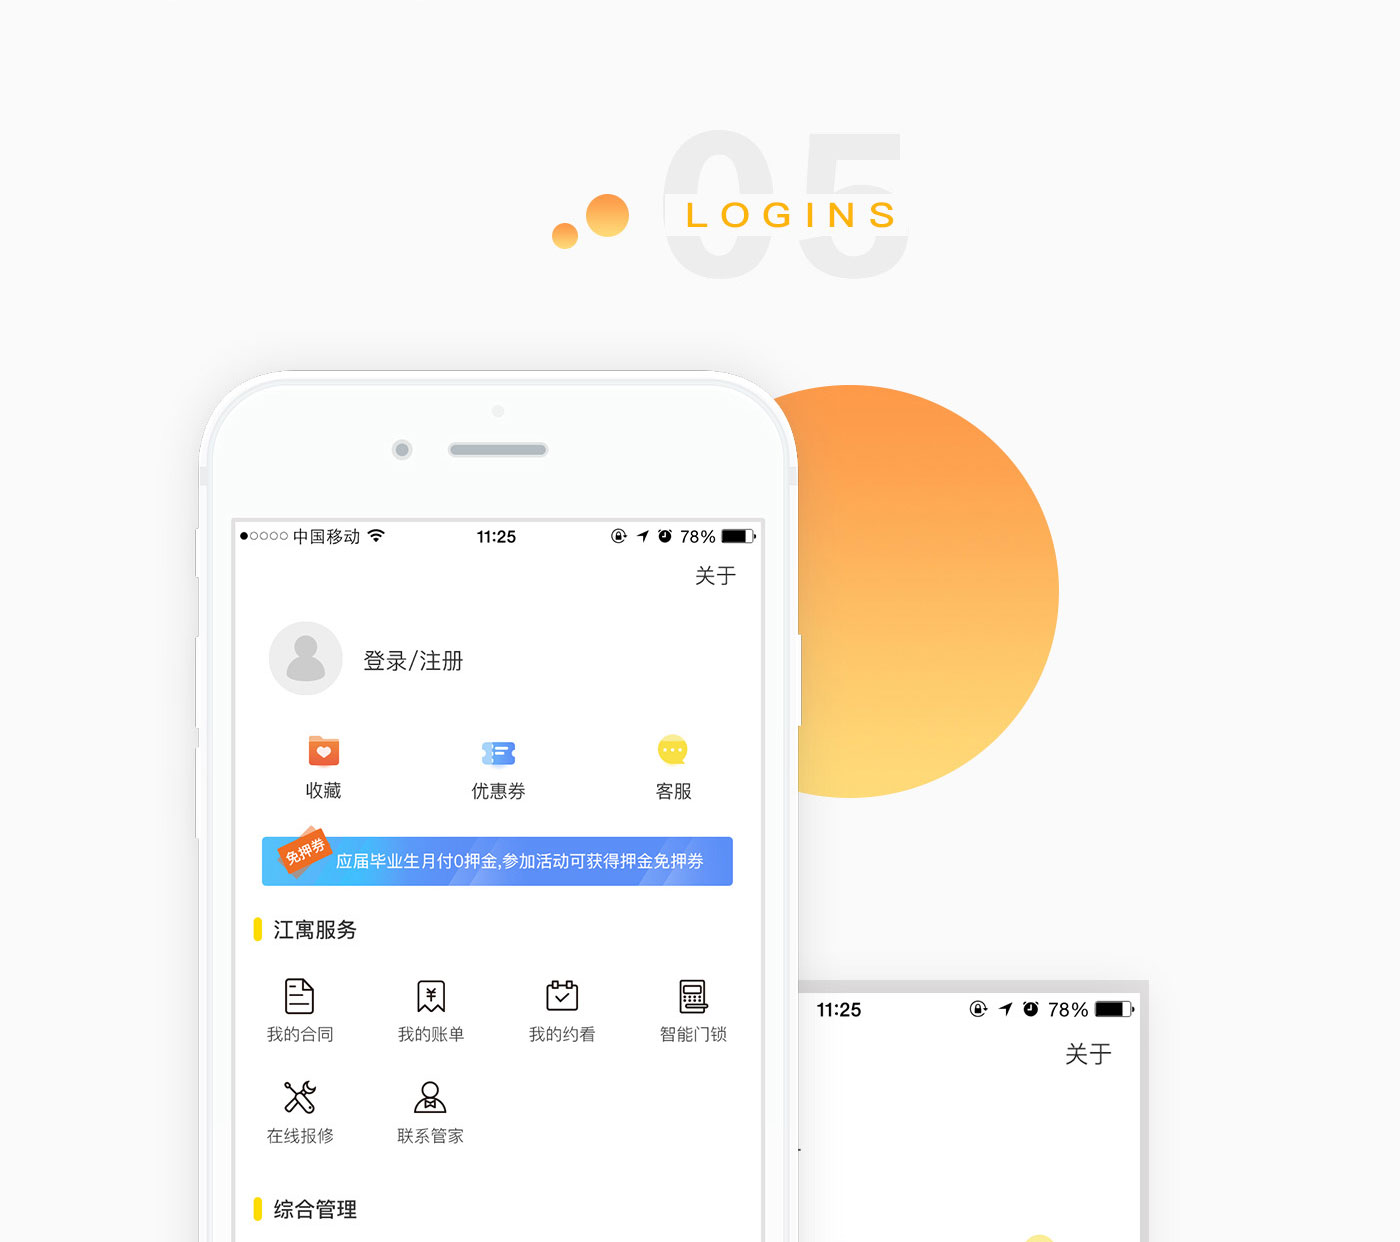 05
LOGINS
中国移动 11:25 78%
关于
登录/注册
收藏 优惠券 客服
免押券
应届毕业生月付0押金,参加活动可获得押金免押券
江寓服务
我的合同 我的账单 我的约看 智能门锁
在线报修 联系管家
综合管理
11:25 78%
关于